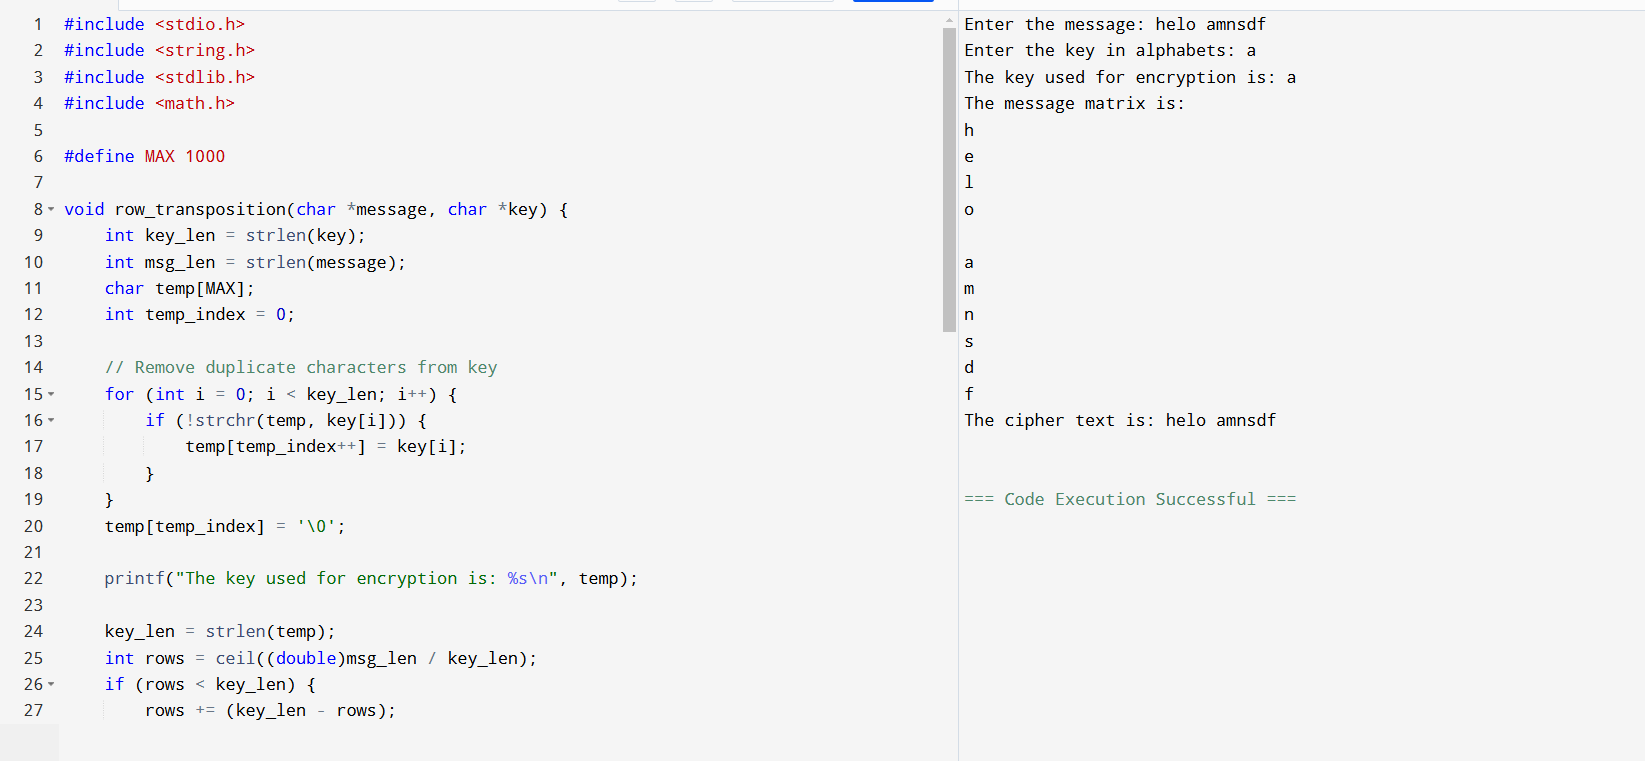 1 #include <stdio.h>
2 #include <string.h>
3 #include <stdlib.h>
4 #include <math.h>
5
6 #define MAX 1000
7
8 void row_transposition(char *message, char *key) {
9     int key_len = strlen(key);
10     int msg_len = strlen(message);
11     char temp[MAX];
12     int temp_index = 0;
13
14     // Remove duplicate characters from key
15     for (int i = 0; i < key_len; i++) {
16         if (!strchr(temp, key[i])) {
17             temp[temp_index++] = key[i];
18         }
19     }
20     temp[temp_index] = '\0';
21
22     printf("The key used for encryption is: %s\n", temp);
23
24     key_len = strlen(temp);
25     int rows = ceil((double)msg_len / key_len);
26     if (rows < key_len) {
27         rows += (key_len - rows);
Enter the message: helo amnsdf
Enter the key in alphabets: a
The key used for encryption is: a
The message matrix is:
h
e
l
o

a
m
n
s
d
f
The cipher text is: helo amnsdf
=== Code Execution Successful ===